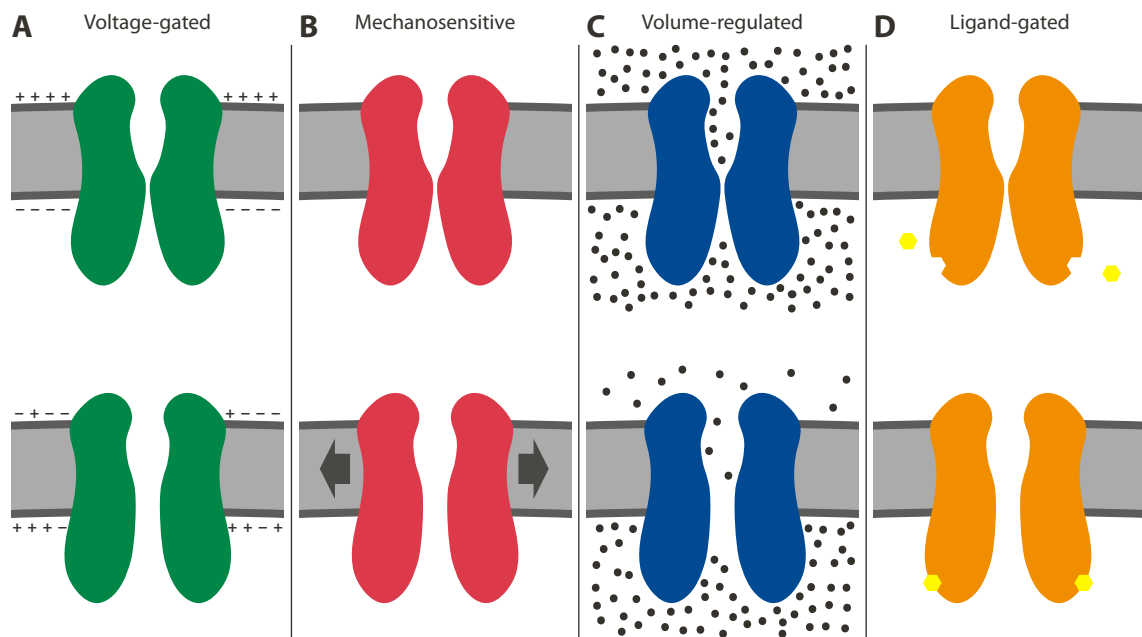 A Voltage-gated
B Mechanosensitive
C Volume-regulated
D Ligand-gated
+ + + + + + + +
– – – – – – – –
– + – – + – – –
+ + + – + + – +